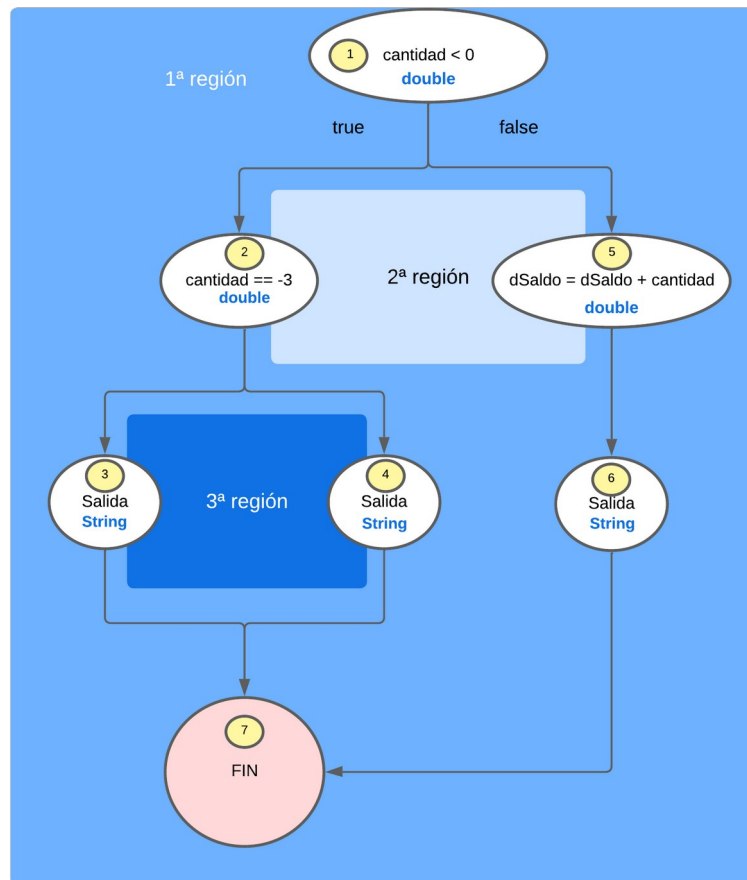 1
cantidad < 0
double
1ª región
true
false
2
cantidad == -3
double
2ª región
5
dSaldo = dSaldo + cantidad
double
3
Salida
String
3ª región
4
Salida
String
6
Salida
String
7
FIN